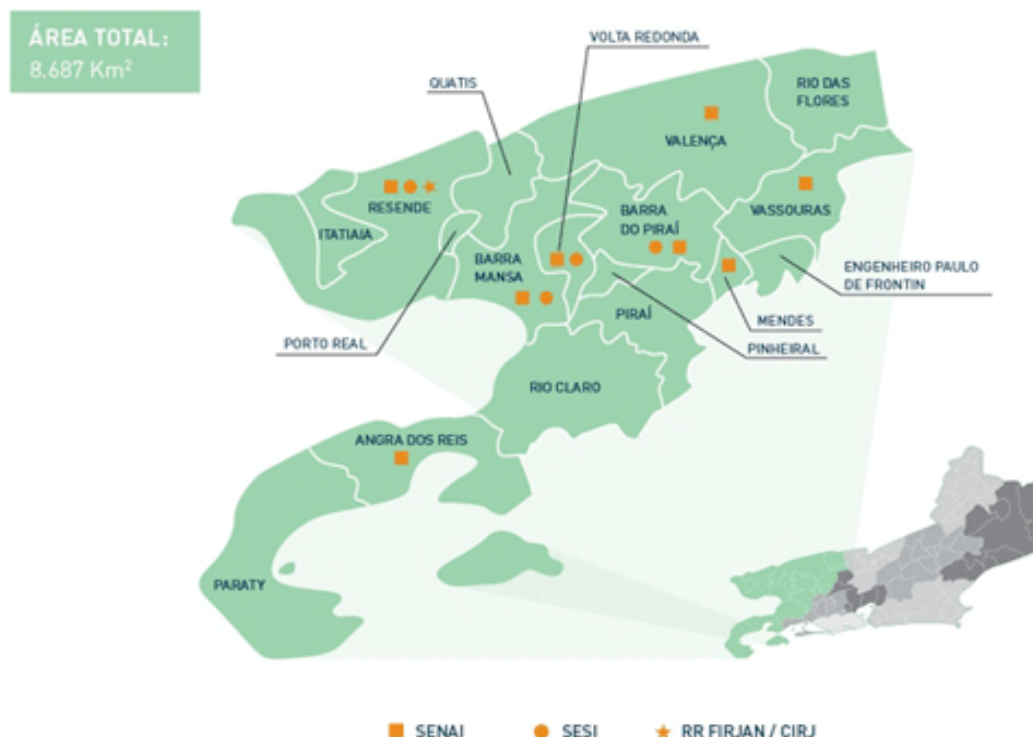 ÁREA TOTAL:
8.687 Km²
VOLTA REDONDA
QUATIS
RIO DAS
FLORES
VALENÇA
RESENDE
ITATIAIA
BARRA
DO PIRAÍ
VASSOURAS
BARRA
MANSA
ENGENHEIRO PAULO
DE FRONTIN
PIRAÍ
MENDES
PORTO REAL
PINHEIRAL
RIO CLARO
ANGRA DOS REIS
PARATY
SENAI
SESI
RR FIRJAN / CIRJ